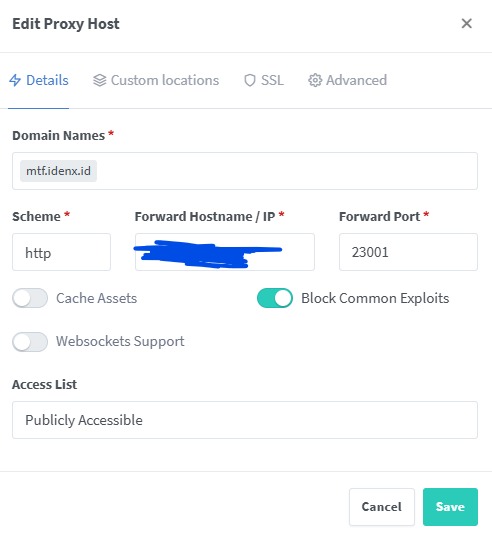 Edit Proxy Host
Details Custom locations SSL Advanced
Domain Names *
mtf.idenx.id
Scheme * Forward Hostname / IP * Forward Port *
http 23001
Cache Assets Block Common Exploits
Websockets Support
Access List
Publicly Accessible
Cancel Save